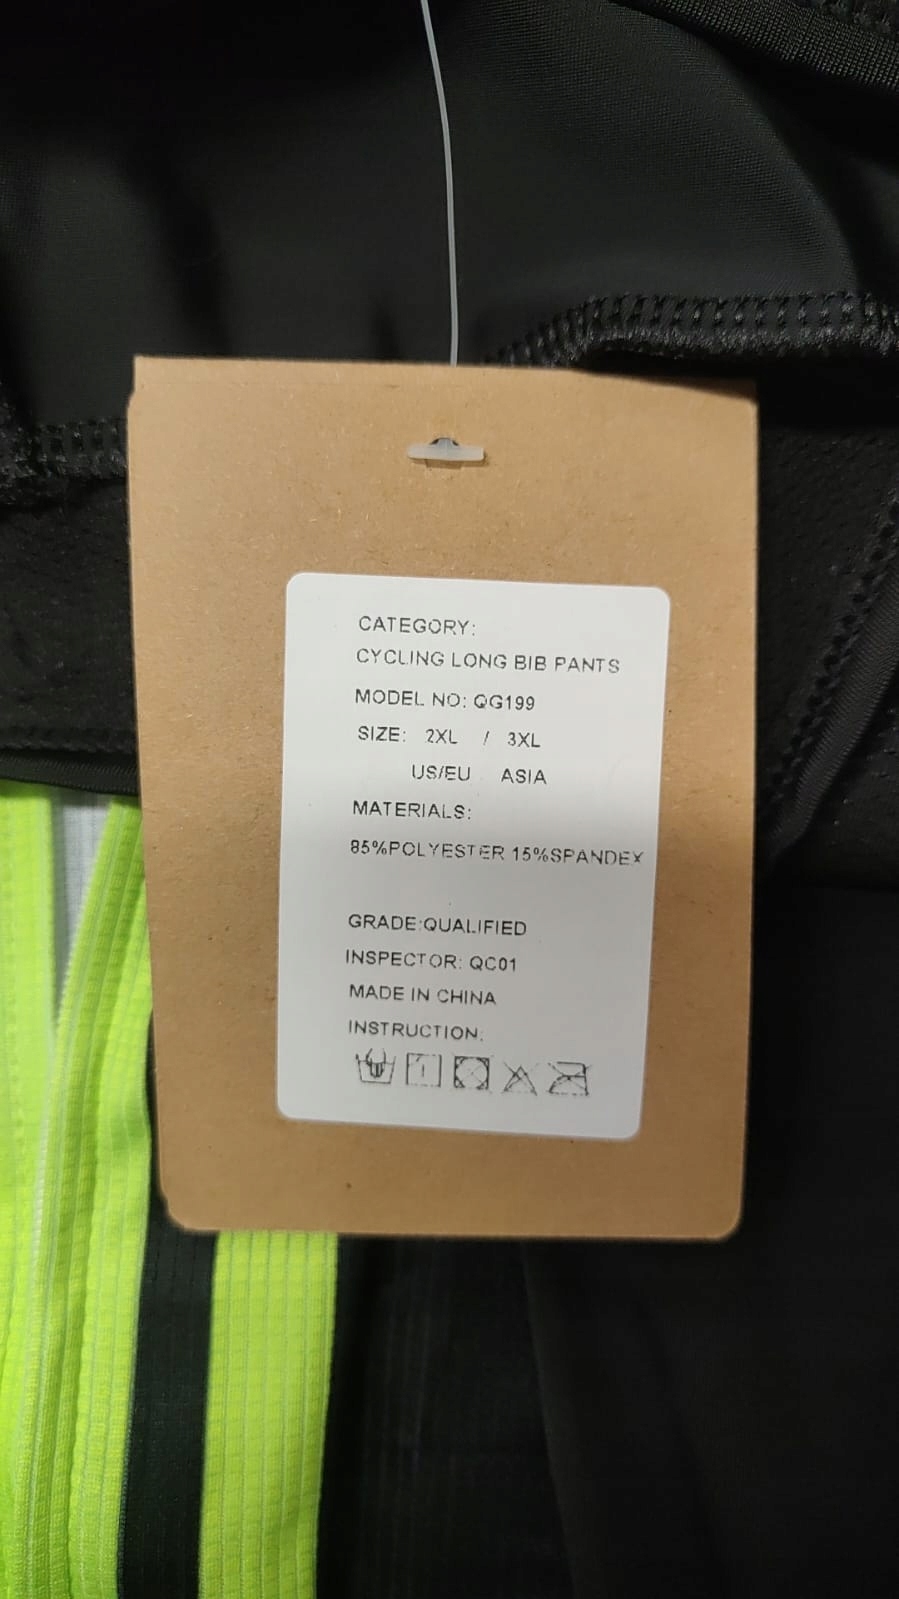 CATEGORY:
CYCLING LONG BIB PANTS
MODEL NO: QG199
SIZE: 2XL / 3XL
US/EU ASIA
MATERIALS:
85%POLYESTER 15%SPANDEX
GRADE:QUALIFIED
INSPECTOR: QC01
MADE IN CHINA
INSTRUCTION: